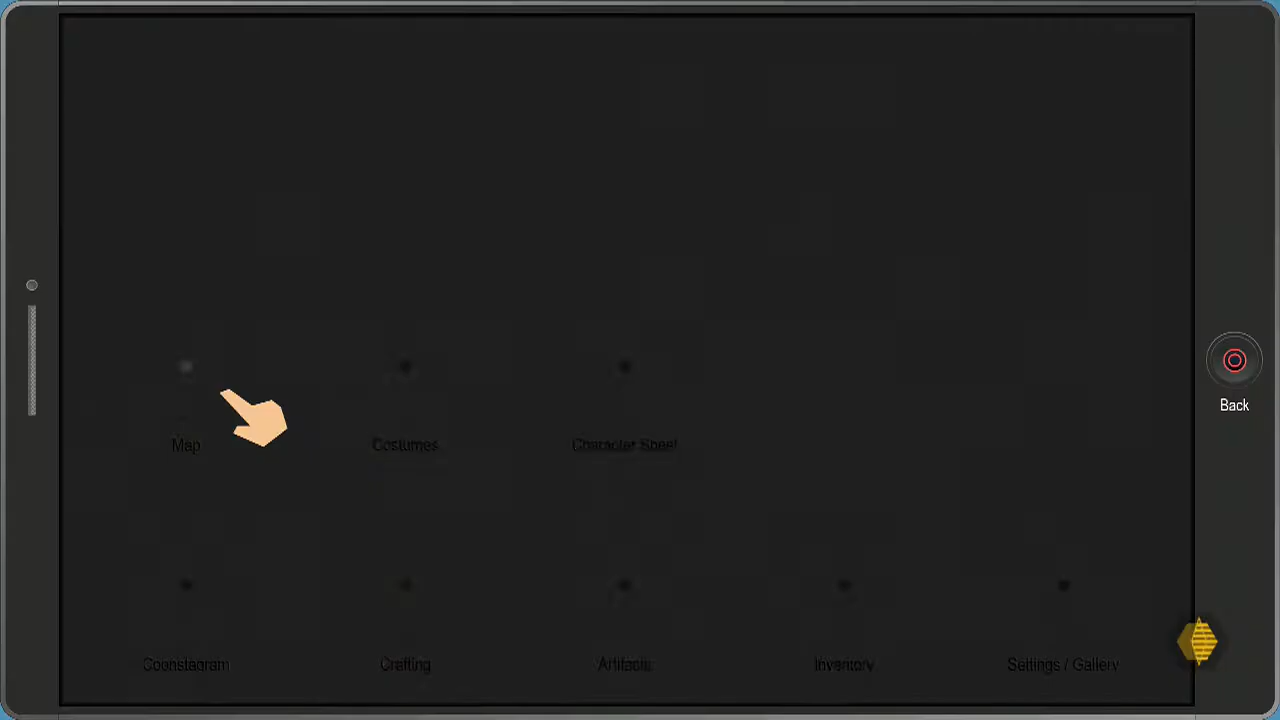 Back
Map
Costumes
Character Sheet
Coonstagram
Crafting
Artifacts
Inventory
Settings / Gallery